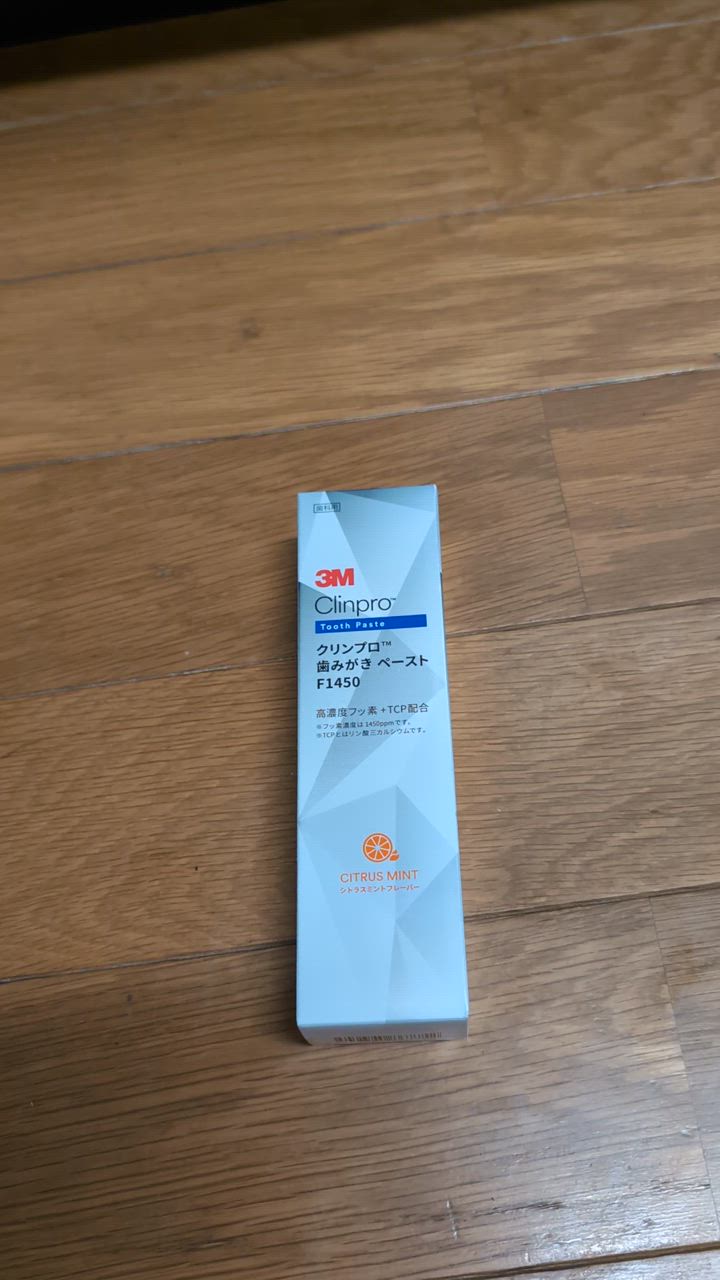 歯科用
3M
Clinpro™
Tooth Paste
クリンプロ™
歯みがき ペースト
F1450
高濃度フッ素 +TCP配合
※フッ素濃度は1450ppmです。
※TCPとはリン酸三カルシウムです。
CITRUS MINT
シトラスミントフレーバー